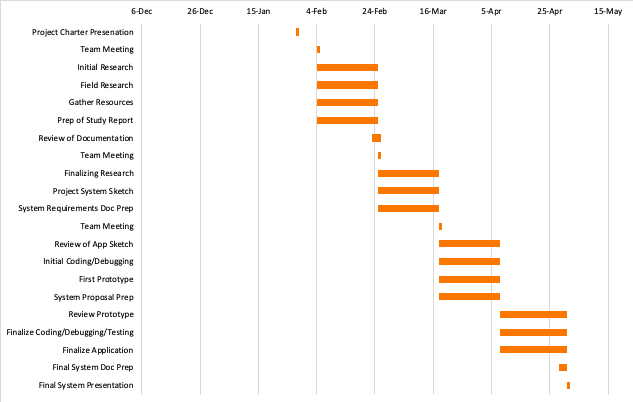 6-Dec 26-Dec 15-Jan 4-Feb 24-Feb 16-Mar 5-Apr 25-Apr 15-May
Project Charter Presenation
Team Meeting
Initial Research
Field Research
Gather Resources
Prep of Study Report
Review of Documentation
Team Meeting
Finalizing Research
Project System Sketch
System Requirements Doc Prep
Team Meeting
Review of App Sketch
Initial Coding/Debugging
First Prototype
System Proposal Prep
Review Prototype
Finalize Coding/Debugging/Testing
Finalize Application
Final System Doc Prep
Final System Presentation